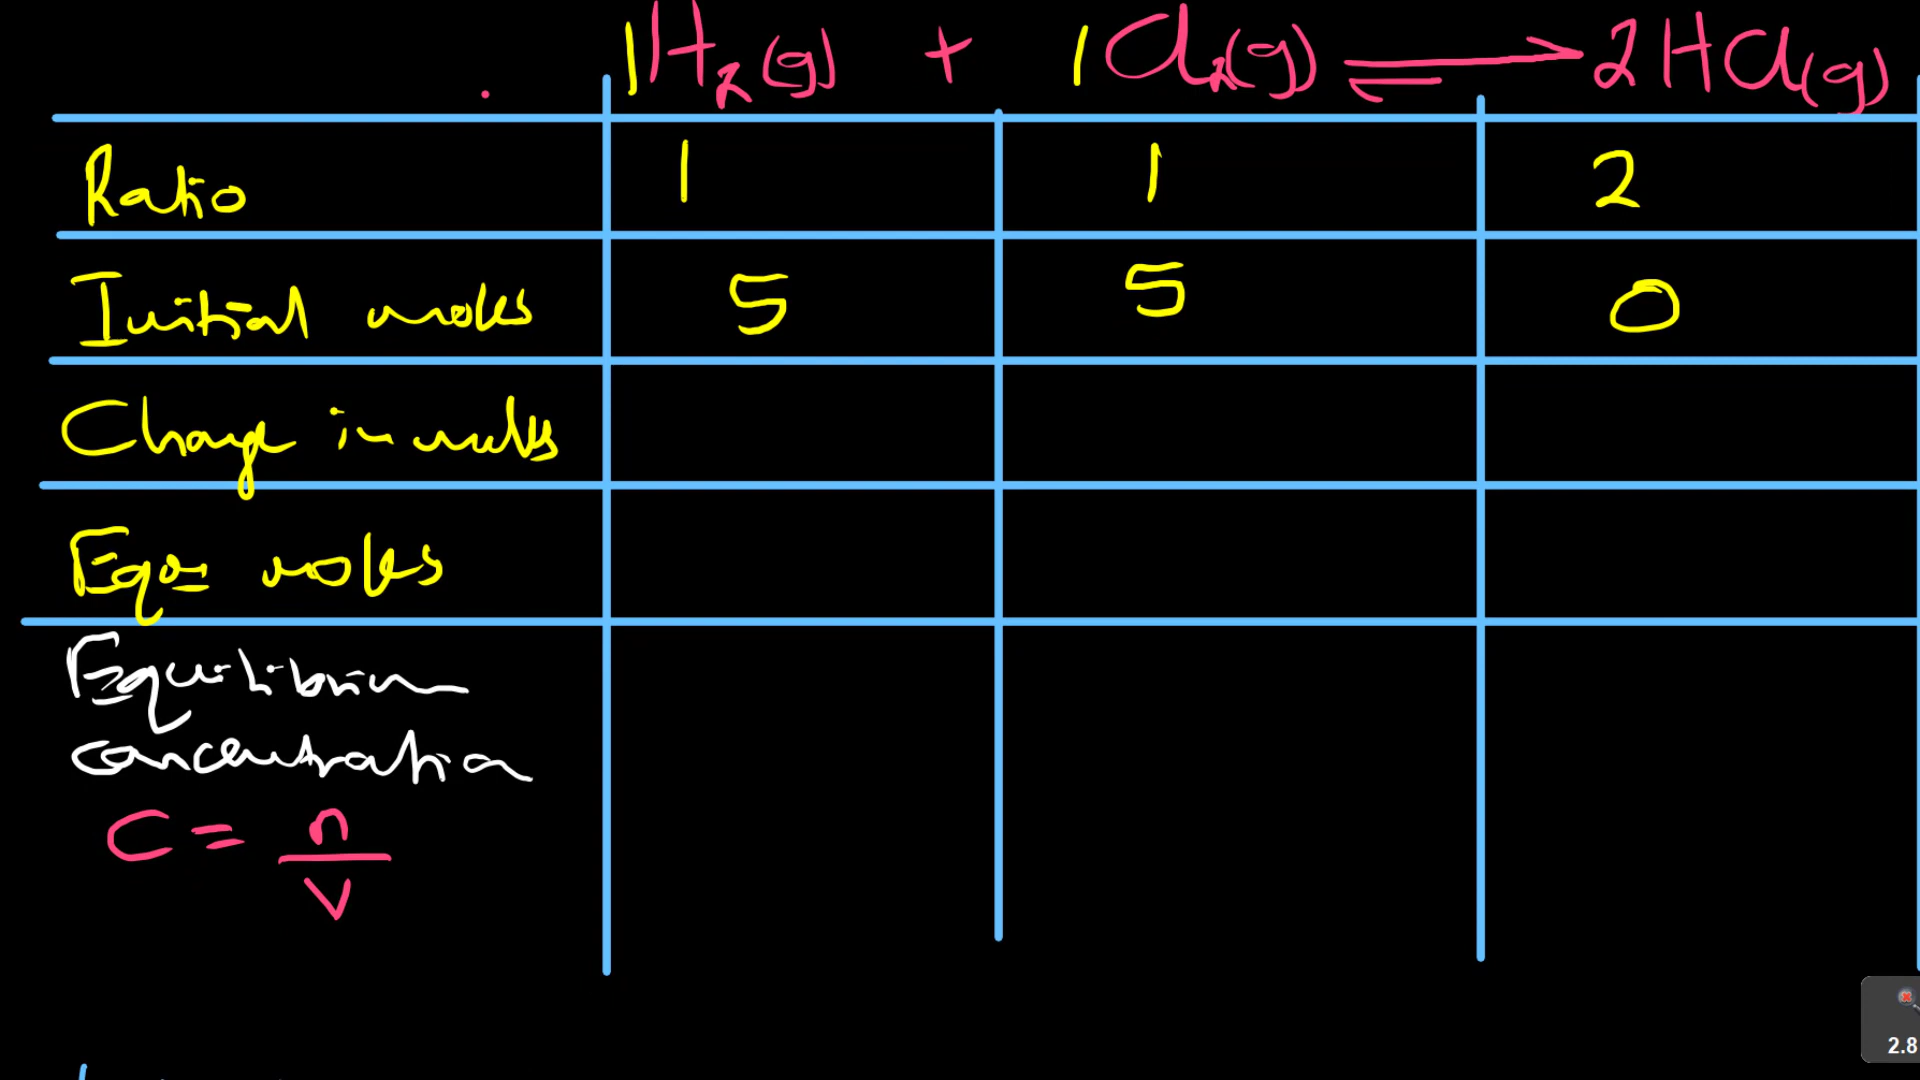 1H₂(g) + 1Cl₂(g) ⇌ 2HCl(g)
Ratio 1 1 2
Initial moles 5 5 0
Change in moles
Eqm moles
Equilibrium
concentration
C = n/V
2.8